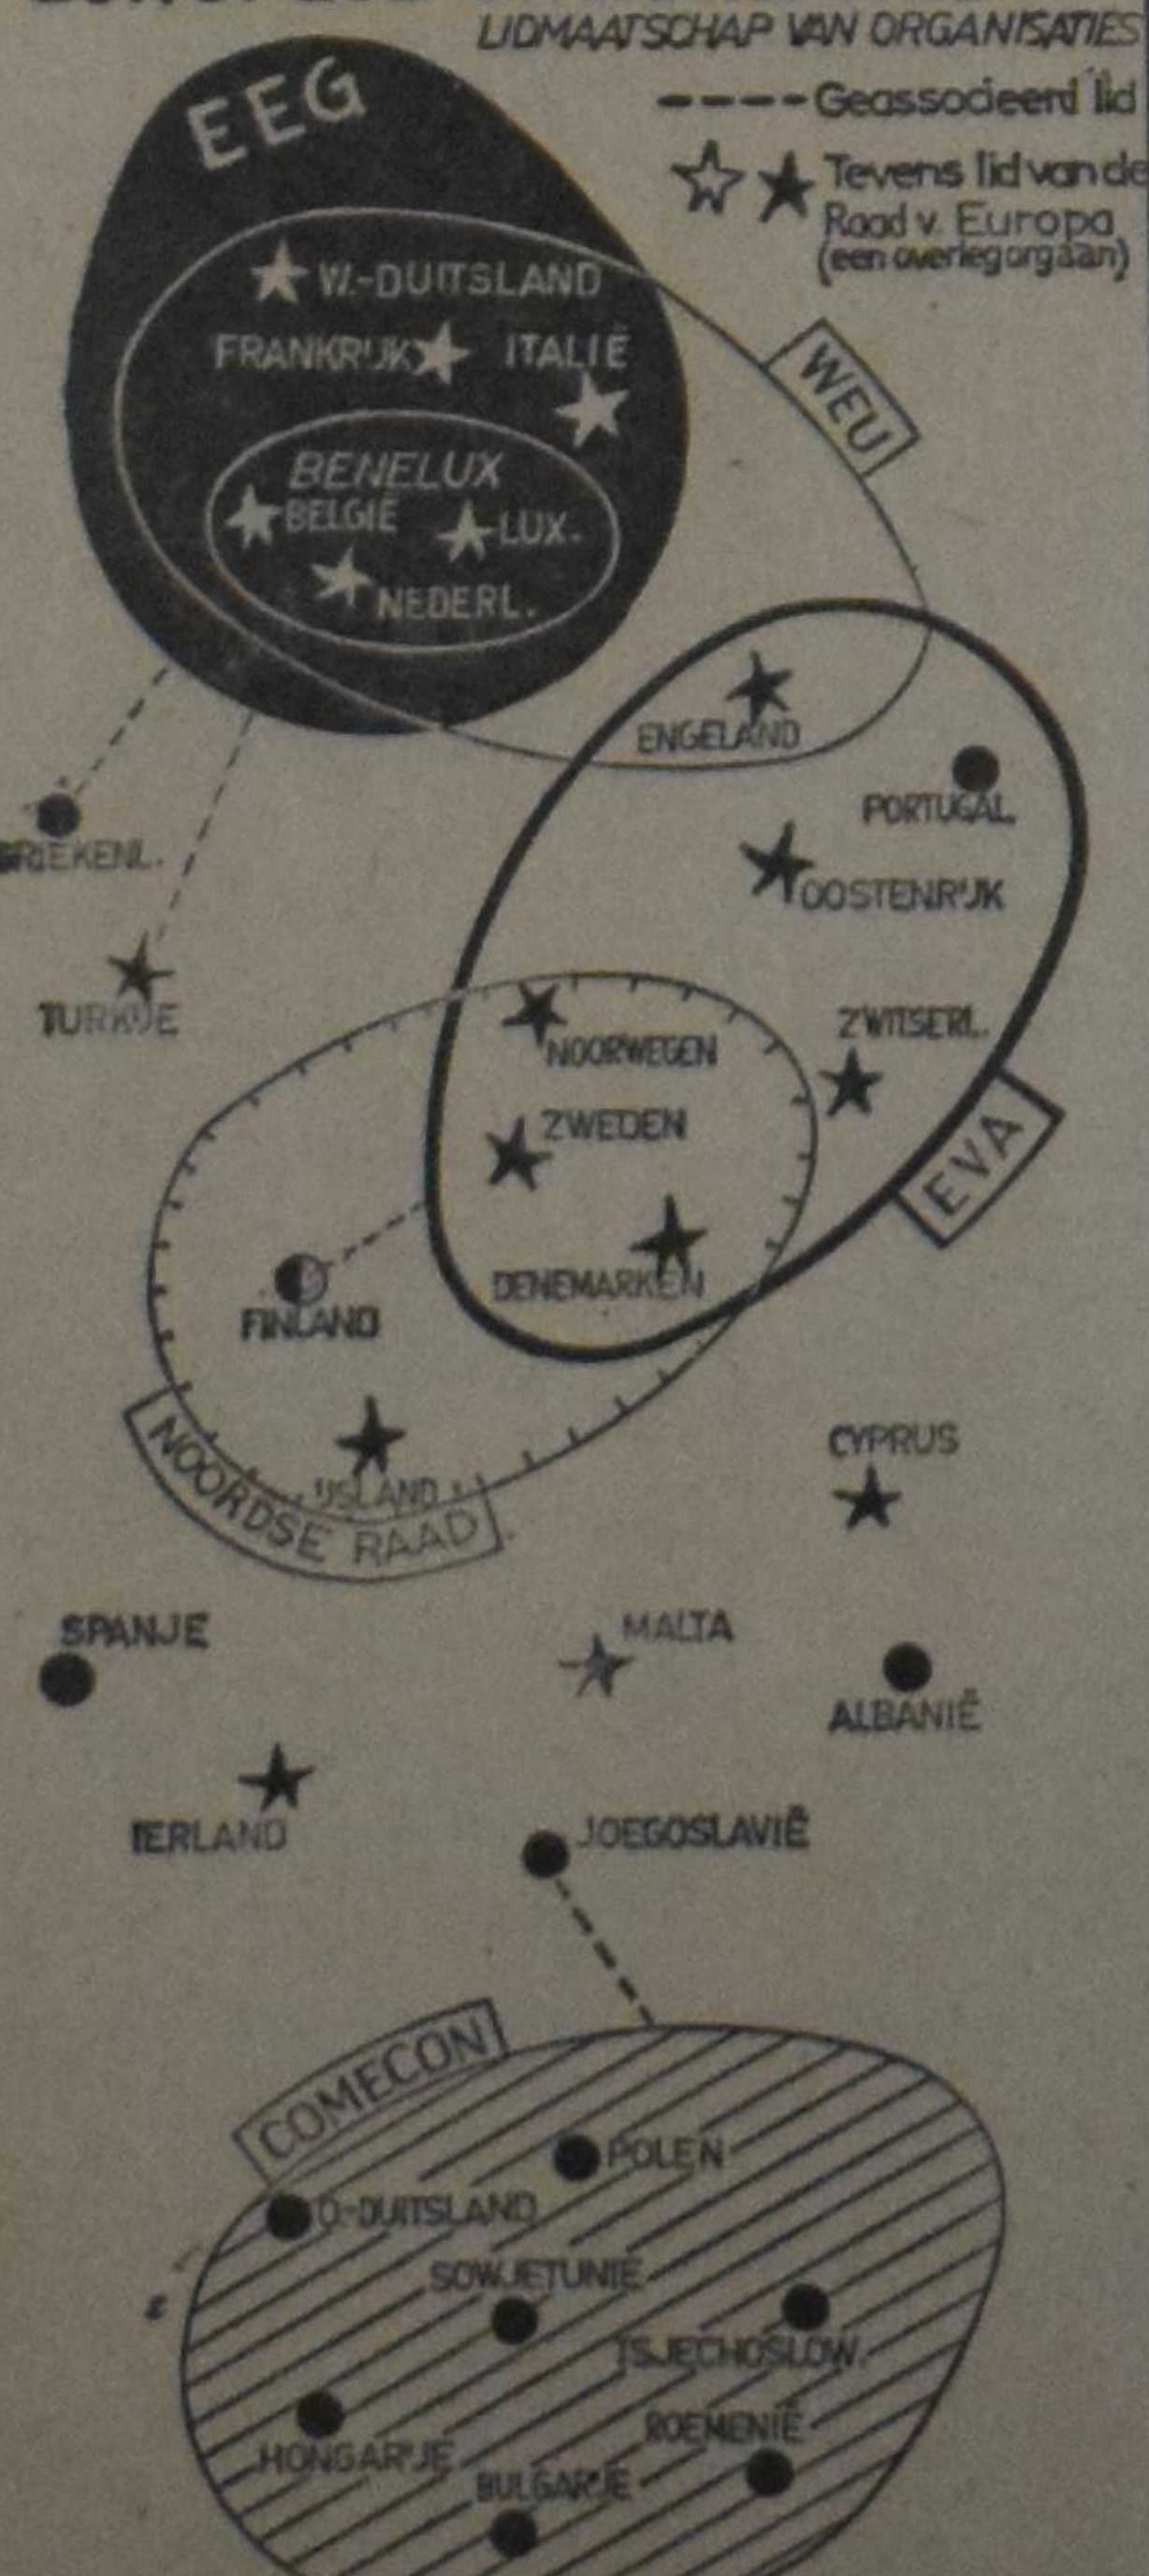 LIDMAATSCHAP VAN ORGANISATIES
Geassocieerd lid
Tevens lid van de
Raad v. Europa
(een overlegorgaan)
EEG
W.-DUITSLAND
FRANKRIJK
ITALIË
WEU
BENELUX
BELGIË
LUX.
NEDERL.
ENGELAND
PORTUGAL
RIEKENL.
OOSTENRIJK
TURKIJE
ZWITSERL.
NOORWEGEN
ZWEDEN
EVA
DENEMARKEN
FINLAND
IJSLAND
NOORDSE RAAD
CYPRUS
SPANJE
MALTA
ALBANIË
IERLAND
JOEGOSLAVIË
COMECON
POLEN
O.-DUITSLAND
SOWJETUNIE
TSJECHOSLOW.
ROEMENIË
HONGARIJE
BULGARIJE